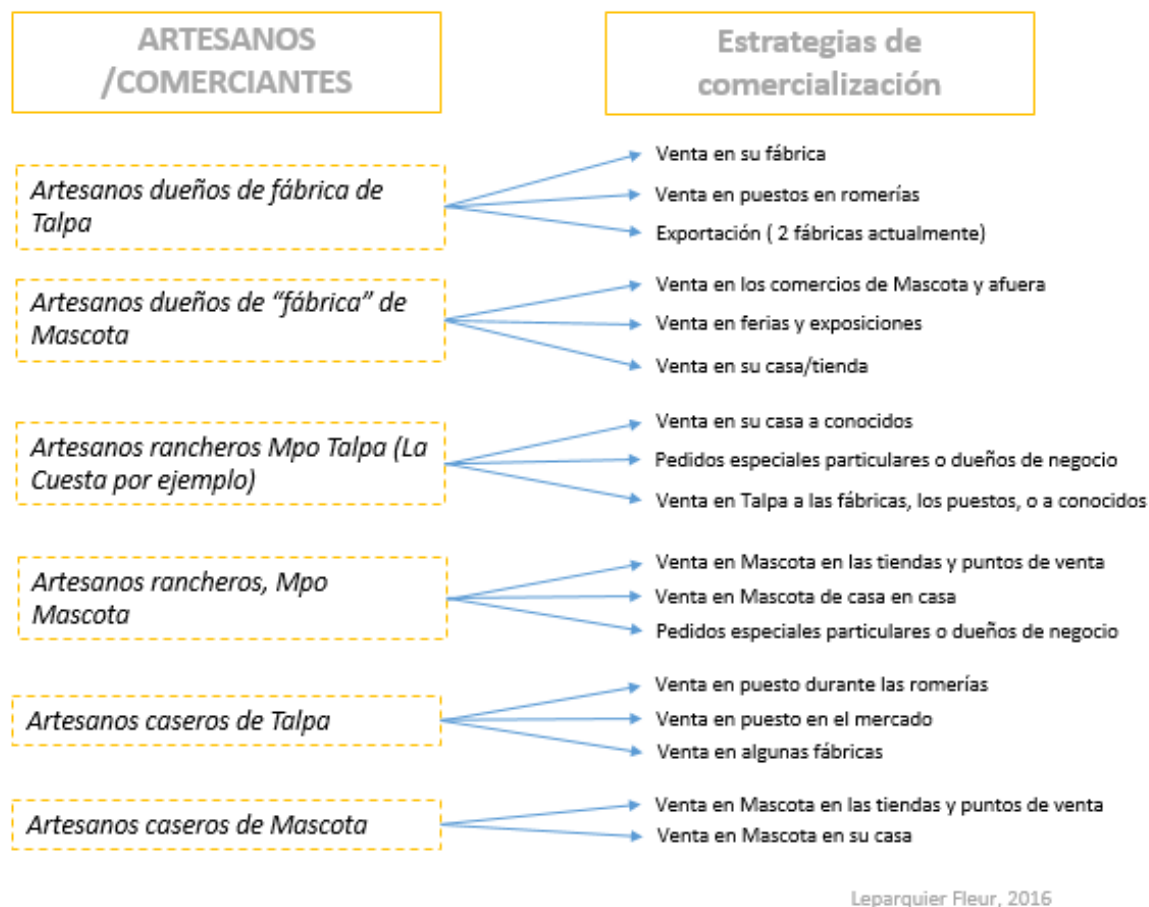 ARTESANOS
/COMERCIANTES
Estrategias de
comercialización
Artesanos dueños de fábrica de
Talpa
Venta en su fábrica
Venta en puestos en romerías
Exportación ( 2 fábricas actualmente)
Artesanos dueños de “fábrica” de
Mascota
Venta en los comercios de Mascota y afuera
Venta en ferias y exposiciones
Venta en su casa/tienda
Artesanos rancheros Mpo Talpa (La
Cuesta por ejemplo)
Venta en su casa a conocidos
Pedidos especiales particulares o dueños de negocio
Venta en Talpa a las fábricas, los puestos, o a conocidos
Artesanos rancheros, Mpo
Mascota
Venta en Mascota en las tiendas y puntos de venta
Venta en Mascota de casa en casa
Pedidos especiales particulares o dueños de negocio
Artesanos caseros de Talpa
Venta en puesto durante las romerías
Venta en puesto en el mercado
Venta en algunas fábricas
Artesanos caseros de Mascota
Venta en Mascota en las tiendas y puntos de venta
Venta en Mascota en su casa
Leparquier Fleur, 2016